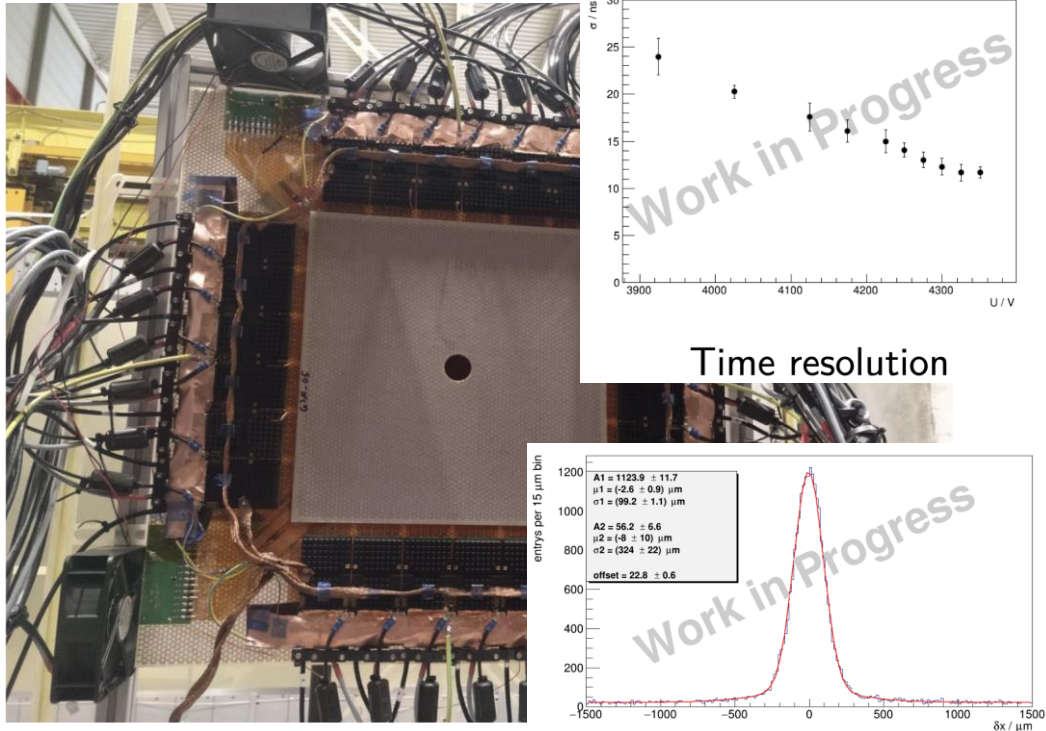 30
25
20
15
10
5
0
σ / ns
3900 4000 4100 4200 4300
U / V
Work in Progress
Time resolution
1200
1000
800
600
400
200
0
entrys per 15 μm bin
A1 = 1123.9 ± 11.7
μ1 = (-2.6 ± 0.9) μm
σ1 = (99.2 ± 1.1) μm
A2 = 56.2 ± 6.6
μ2 = (-8 ± 10) μm
σ2 = (324 ± 22) μm
offset = 22.8 ± 0.6
Work in Progress
−1500 −1000 −500 0 500 1000 1500
δx / μm